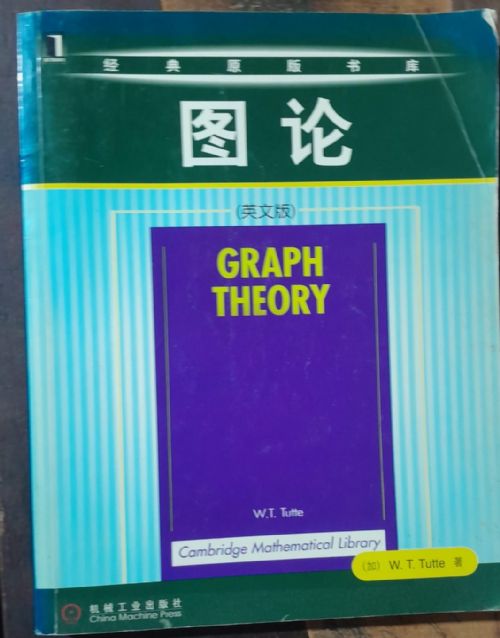 经典原版书库
图论
(英文版)
GRAPH
THEORY
W.T. Tutte
Cambridge Mathematical Library
(加) W. T. Tutte 著
机械工业出版社
China Machine Press